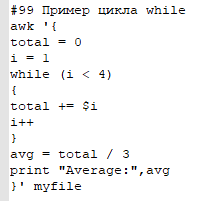 #99 Пример цикла while
awk '{
total = 0
i = 1
while (i < 4)
{
total += $i
i++
}
avg = total / 3
print "Average:",avg
}' myfile